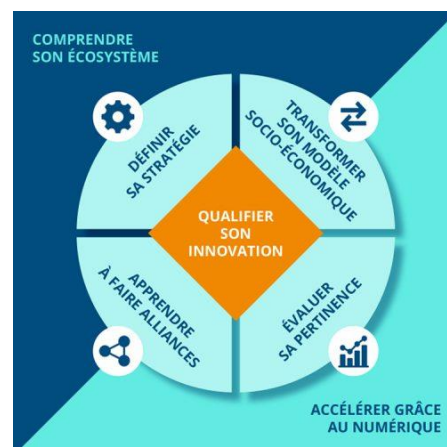 COMPRENDRE
SON ÉCOSYSTÈME
DÉFINIR
SA STRATÉGIE
TRANSFORMER
SON MODÈLE
SOCIO-ÉCONOMIQUE
QUALIFIER
SON
INNOVATION
APPRENDRE
À FAIRE ALLIANCES
ÉVALUER
SA PERTINENCE
ACCÉLÉRER GRÂCE
AU NUMÉRIQUE